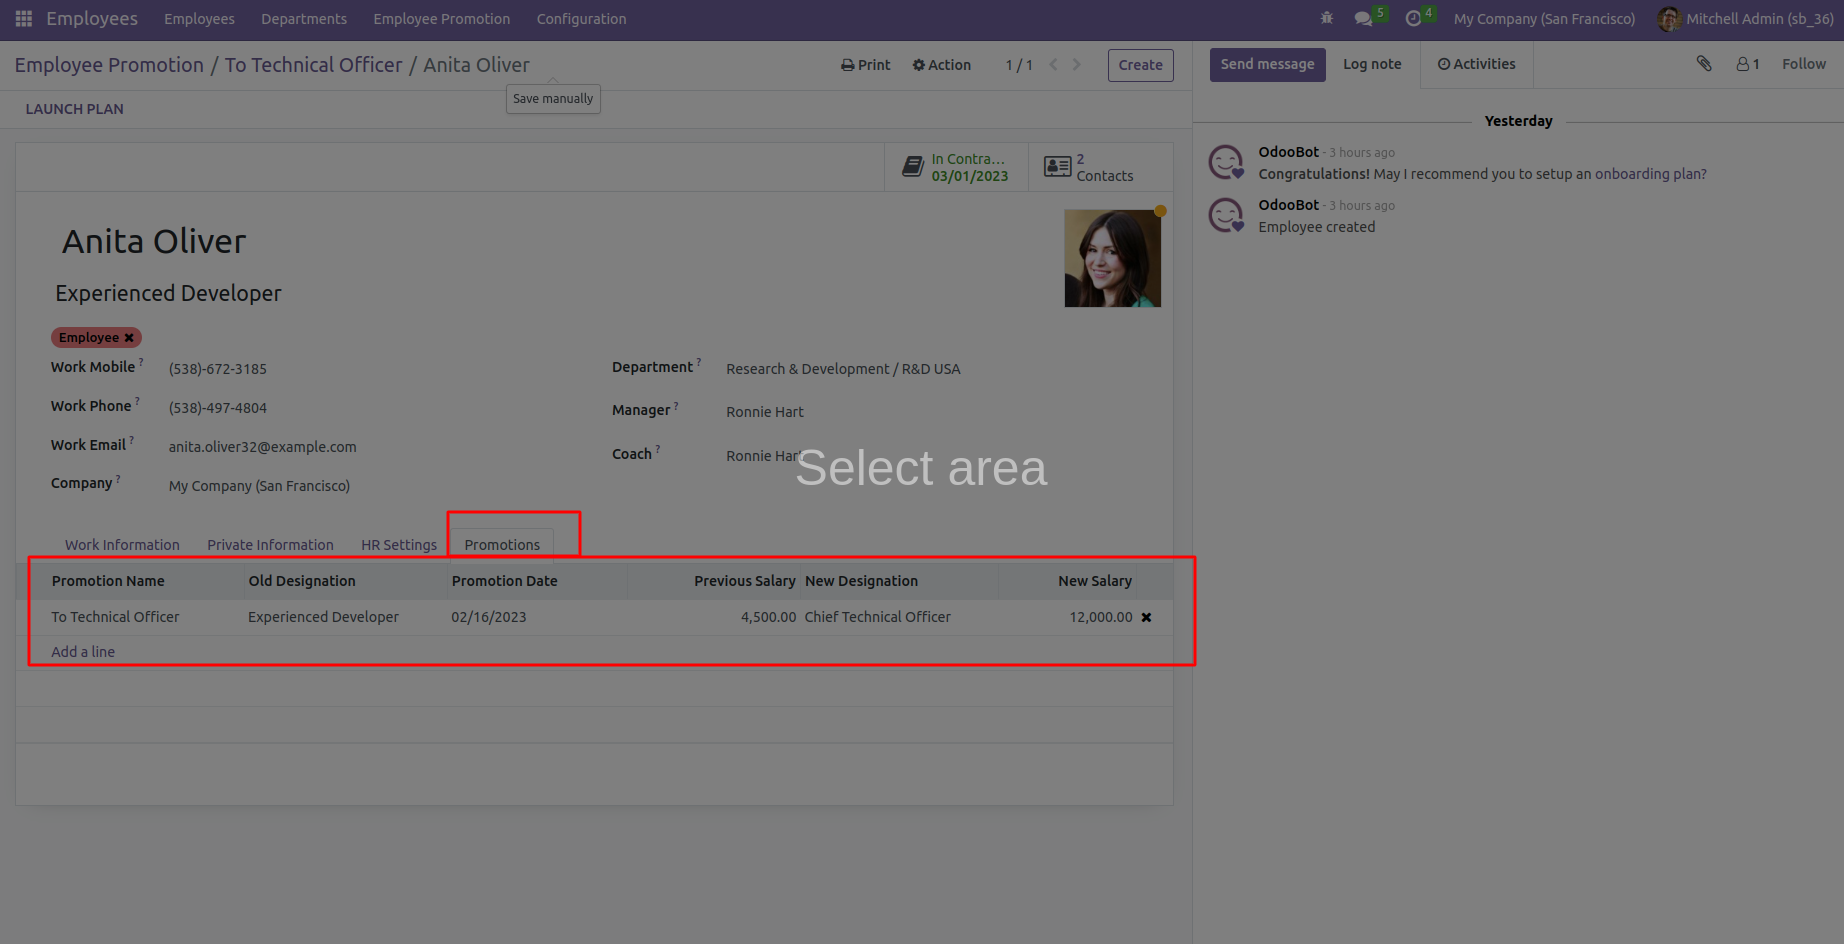 Employees Employees Departments Employee Promotion Configuration 5 4 My Company (San Francisco) Mitchell Admin (sb_36)
Employee Promotion / To Technical Officer / Anita Oliver Print Action 1 / 1 Create
Save manually
LAUNCH PLAN
In Contra...
03/01/2023
2
Contacts
Anita Oliver
Experienced Developer
Employee ✖
Work Mobile ? (538)-672-3185
Work Phone ? (538)-497-4804
Work Email ? anita.oliver32@example.com
Company ? My Company (San Francisco)
Department ? Research & Development / R&D USA
Manager ? Ronnie Hart
Coach ? Ronnie Hart
Select area
Work Information Private Information HR Settings Promotions
Promotion Name Old Designation Promotion Date Previous Salary New Designation New Salary
To Technical Officer Experienced Developer 02/16/2023 4,500.00 Chief Technical Officer 12,000.00 ✖
Add a line
Send message Log note Activities 1 Follow
Yesterday
OdooBot - 3 hours ago
Congratulations! May I recommend you to setup an onboarding plan?
OdooBot - 3 hours ago
Employee created